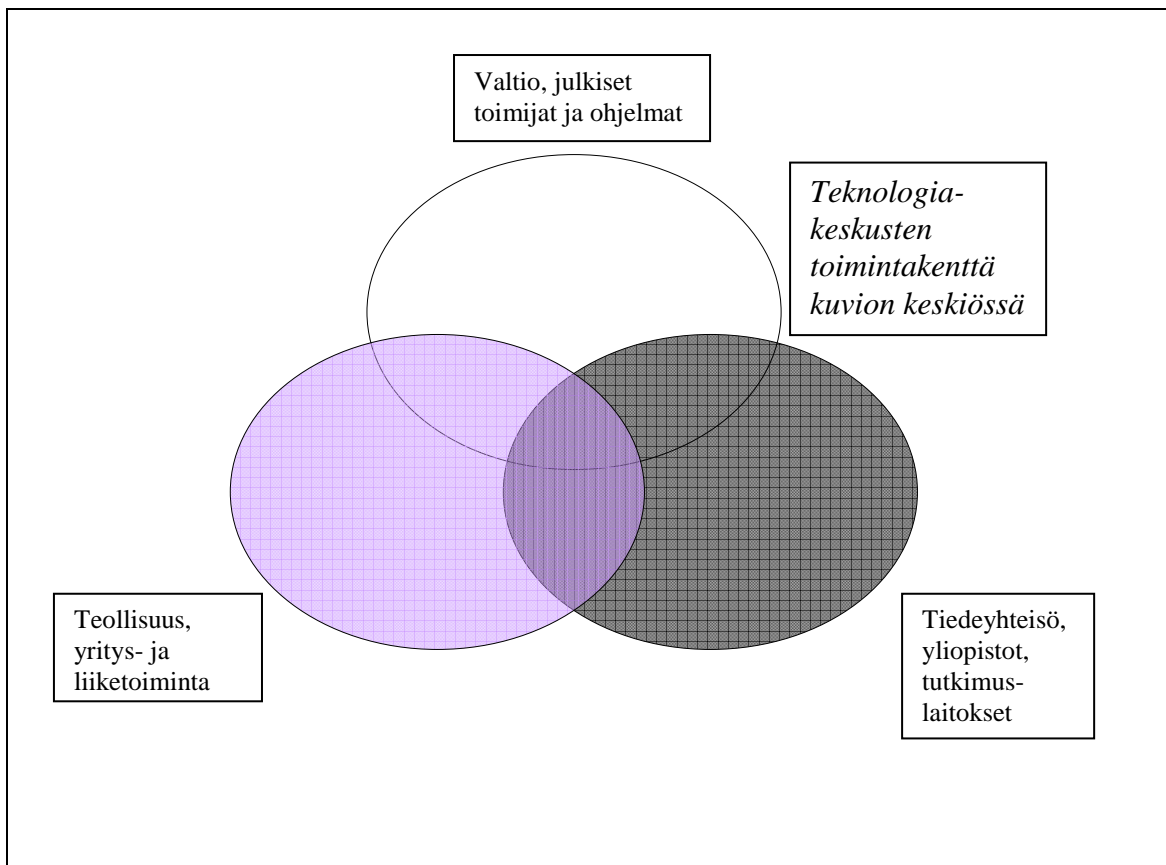 Valtio, julkiset
toimijat ja ohjelmat
Teknologia-
keskusten
toimintakenttä
kuvion keskiössä
Teollisuus,
yritys- ja
liiketoiminta
Tiedeyhteisö,
yliopistot,
tutkimus-
laitokset